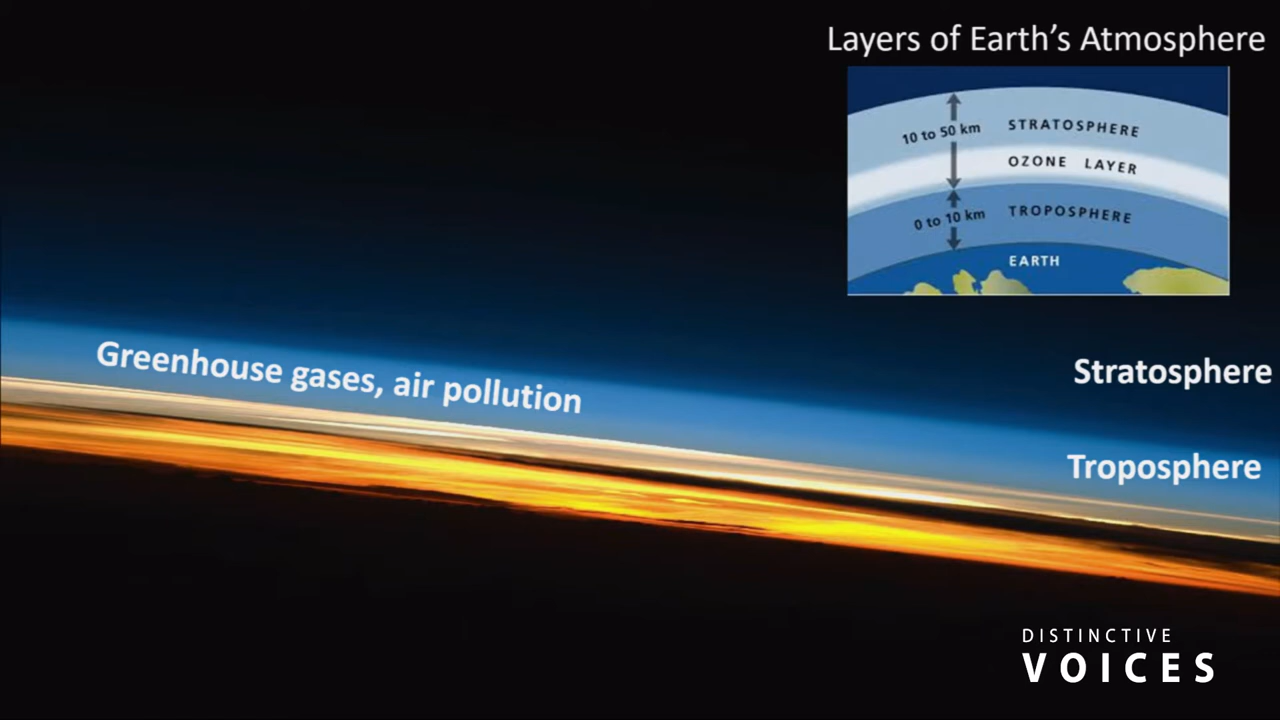 Layers of Earth's Atmosphere
10 to 50 km
STRATOSPHERE
OZONE LAYER
0 to 10 km
TROPOSPHERE
EARTH
Greenhouse gases, air pollution
Stratosphere
Troposphere
DISTINCTIVE
VOICES